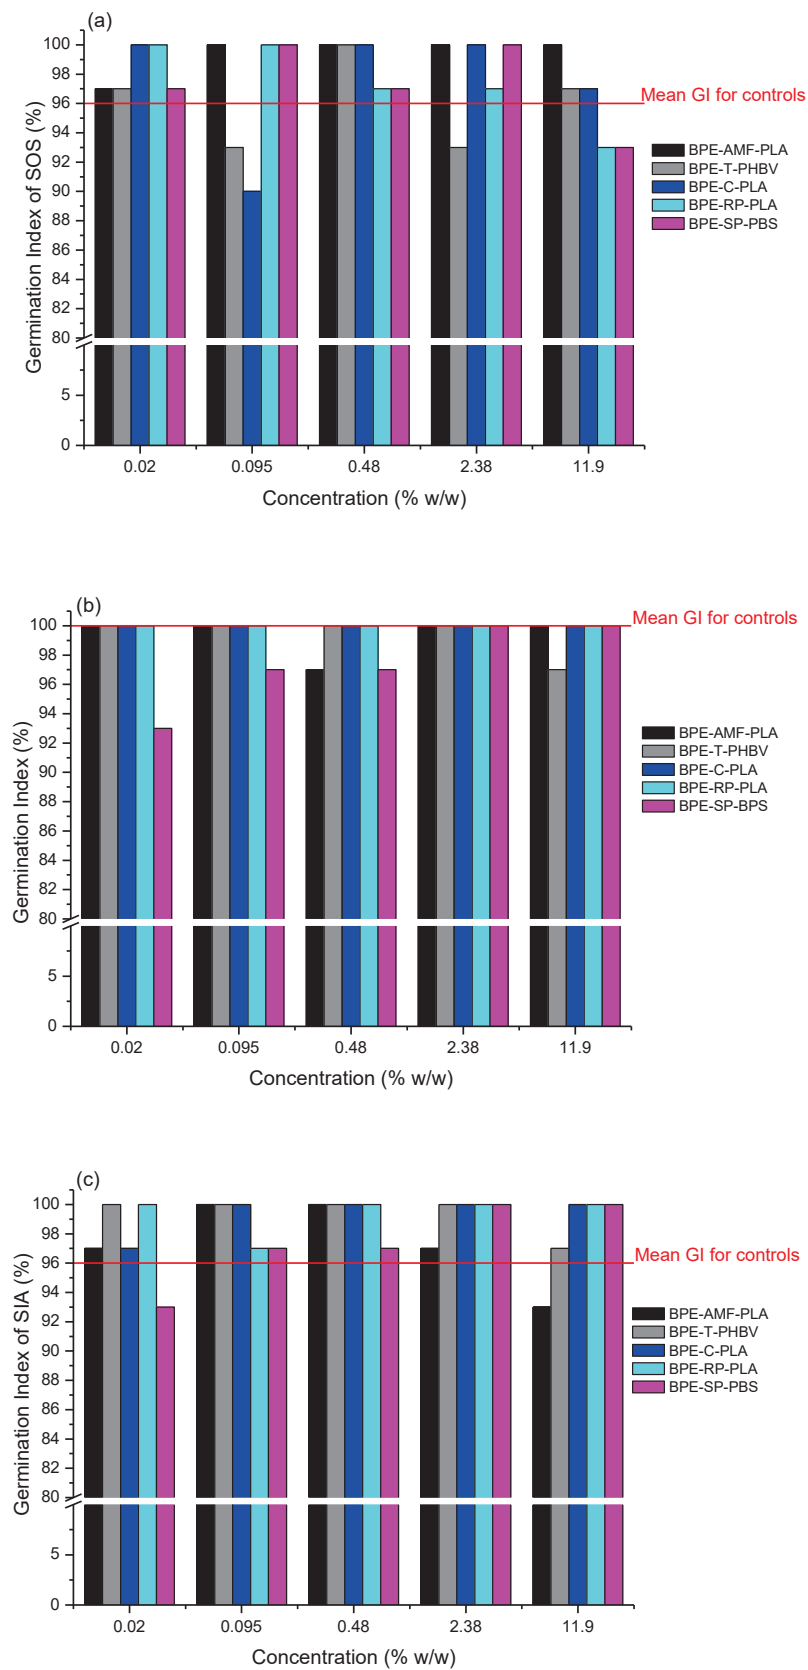 (a)
Germination Index of SOS (%)
100
98
96
94
92
90
88
86
84
82
80
5
0
Mean GI for controls
BPE-AMF-PLA
BPE-T-PHBV
BPE-C-PLA
BPE-RP-PLA
BPE-SP-PBS
0.02 0.095 0.48 2.38 11.9
Concentration (% w/w)
(b)
Germination Index (%)
100
98
96
94
92
90
88
86
84
82
80
5
0
Mean GI for controls
BPE-AMF-PLA
BPE-T-PHBV
BPE-C-PLA
BPE-RP-PLA
BPE-SP-BPS
0.02 0.095 0.48 2.38 11.9
Concentration (% w/w)
(c)
Germination Index of SIA (%)
100
98
96
94
92
90
88
86
84
82
80
5
0
Mean GI for controls
BPE-AMF-PLA
BPE-T-PHBV
BPE-C-PLA
BPE-RP-PLA
BPE-SP-PBS
0.02 0.095 0.48 2.38 11.9
Concentration (% w/w)